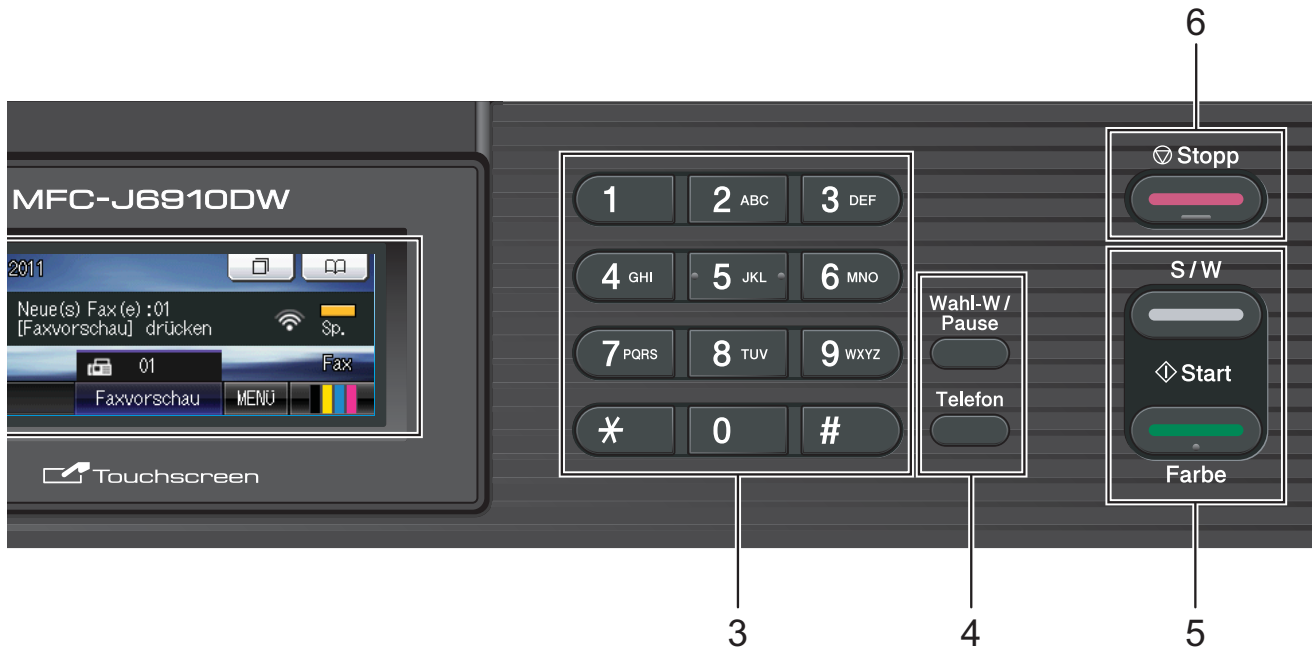 6
Stopp
MFC-J6910DW
1
2 ABC
3 DEF
2011
4 GHI
5 JKL
6 MNO
S/W
Neue(s) Fax(e):01
[Faxvorschau] drücken
Sp.
Wahl-W/
Pause
7 PQRS
8 TUV
9 WXYZ
01
Fax
Start
Faxvorschau
MENÜ
Telefon
*
0
#
Farbe
Touchscreen
3
4
5